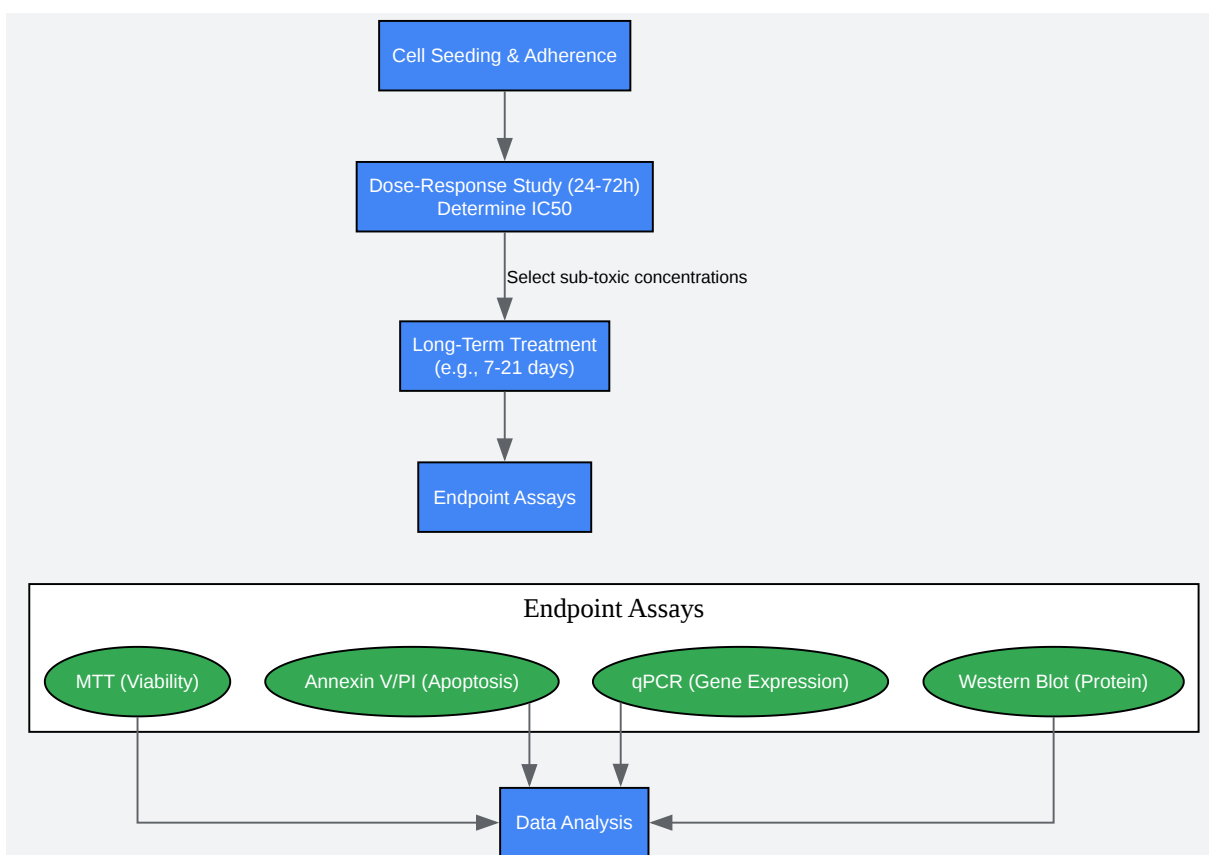 Cell Seeding & Adherence
Dose-Response Study (24-72h)
Determine IC50
Select sub-toxic concentrations
Long-Term Treatment
(e.g., 7-21 days)
Endpoint Assays
Endpoint Assays
MTT (Viability)
Annexin V/PI (Apoptosis)
qPCR (Gene Expression)
Western Blot (Protein)
Data Analysis